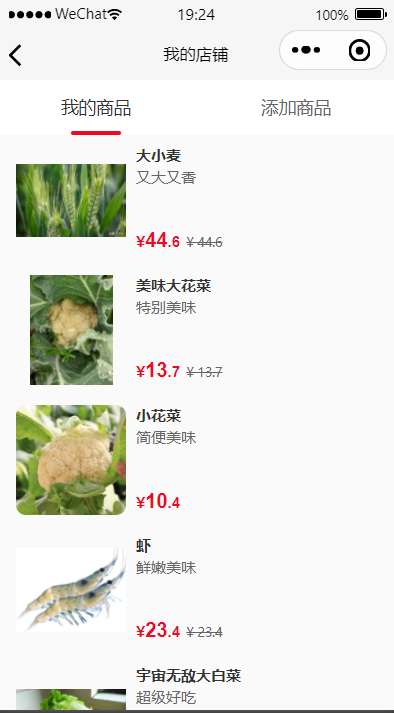 WeChat 19:24 100%
我的店铺
我的商品 添加商品
大小麦
又大又香
¥44.6 ¥44.6
美味大花菜
特别美味
¥13.7 ¥13.7
小花菜
简便美味
¥10.4
虾
鲜嫩美味
¥23.4 ¥23.4
宇宙无敌大白菜
超级好吃